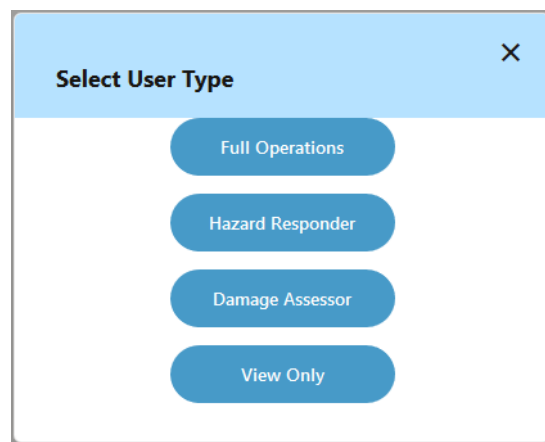 Select User Type
Full Operations
Hazard Responder
Damage Assessor
View Only